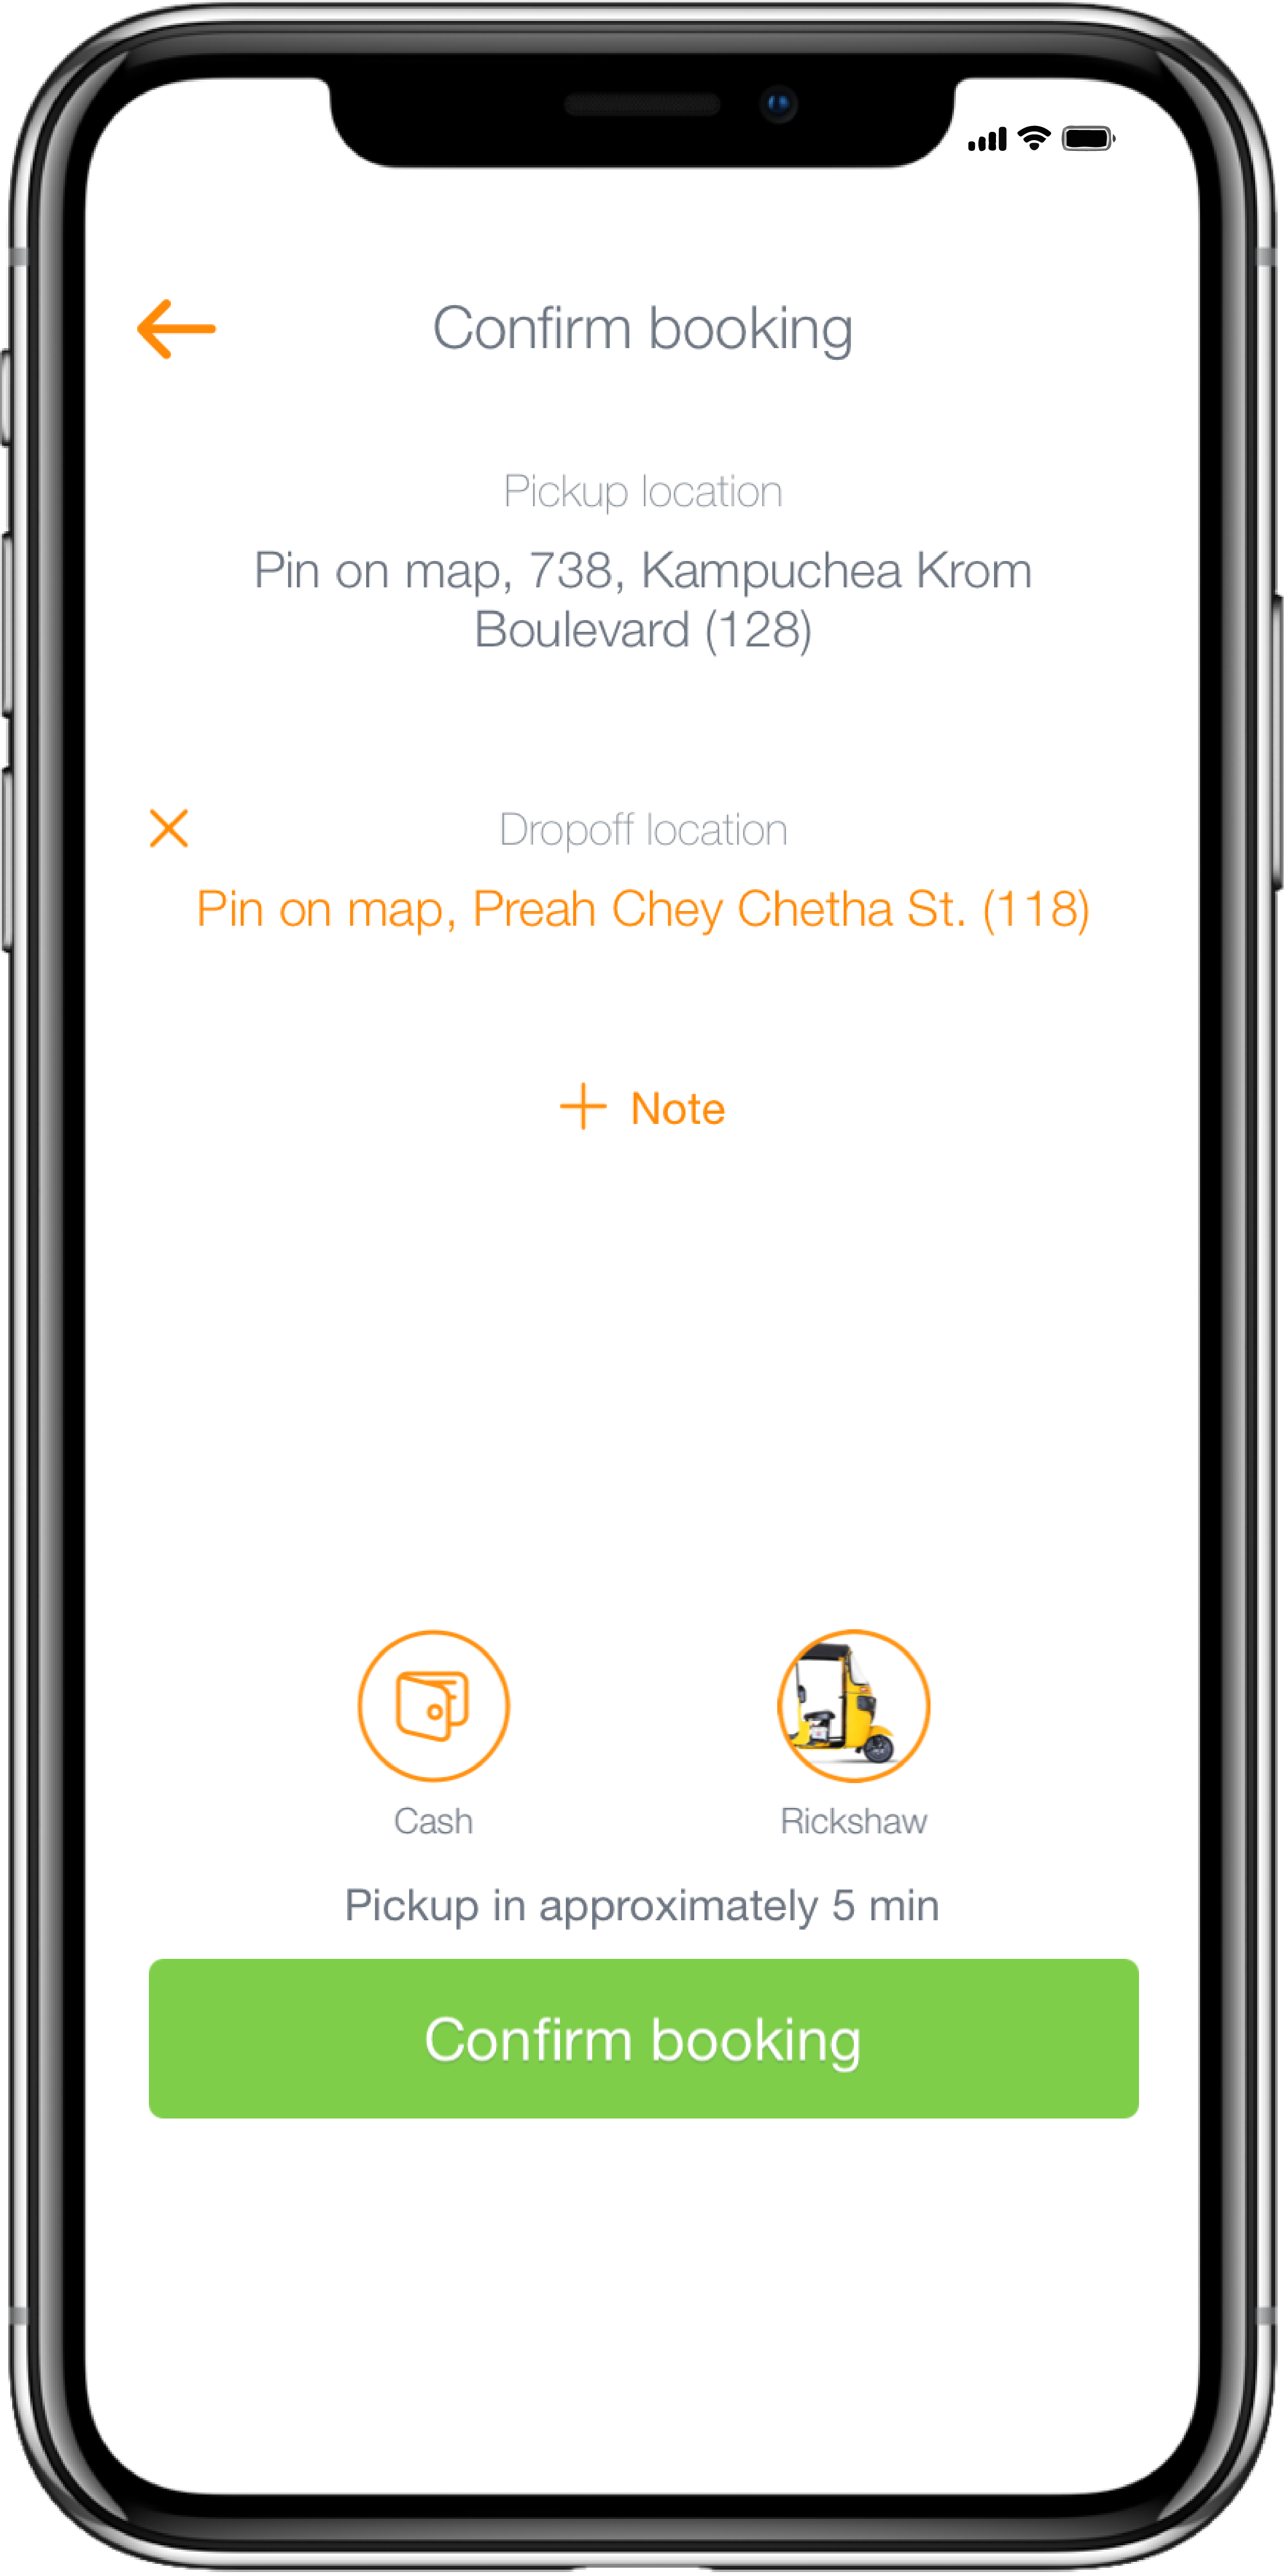 Confirm booking
Pickup location
Pin on map, 738, Kampuchea Krom
Boulevard (128)
Dropoff location
Pin on map, Preah Chey Chetha St. (118)
Note
Cash
Rickshaw
Pickup in approximately 5 min
Confirm booking